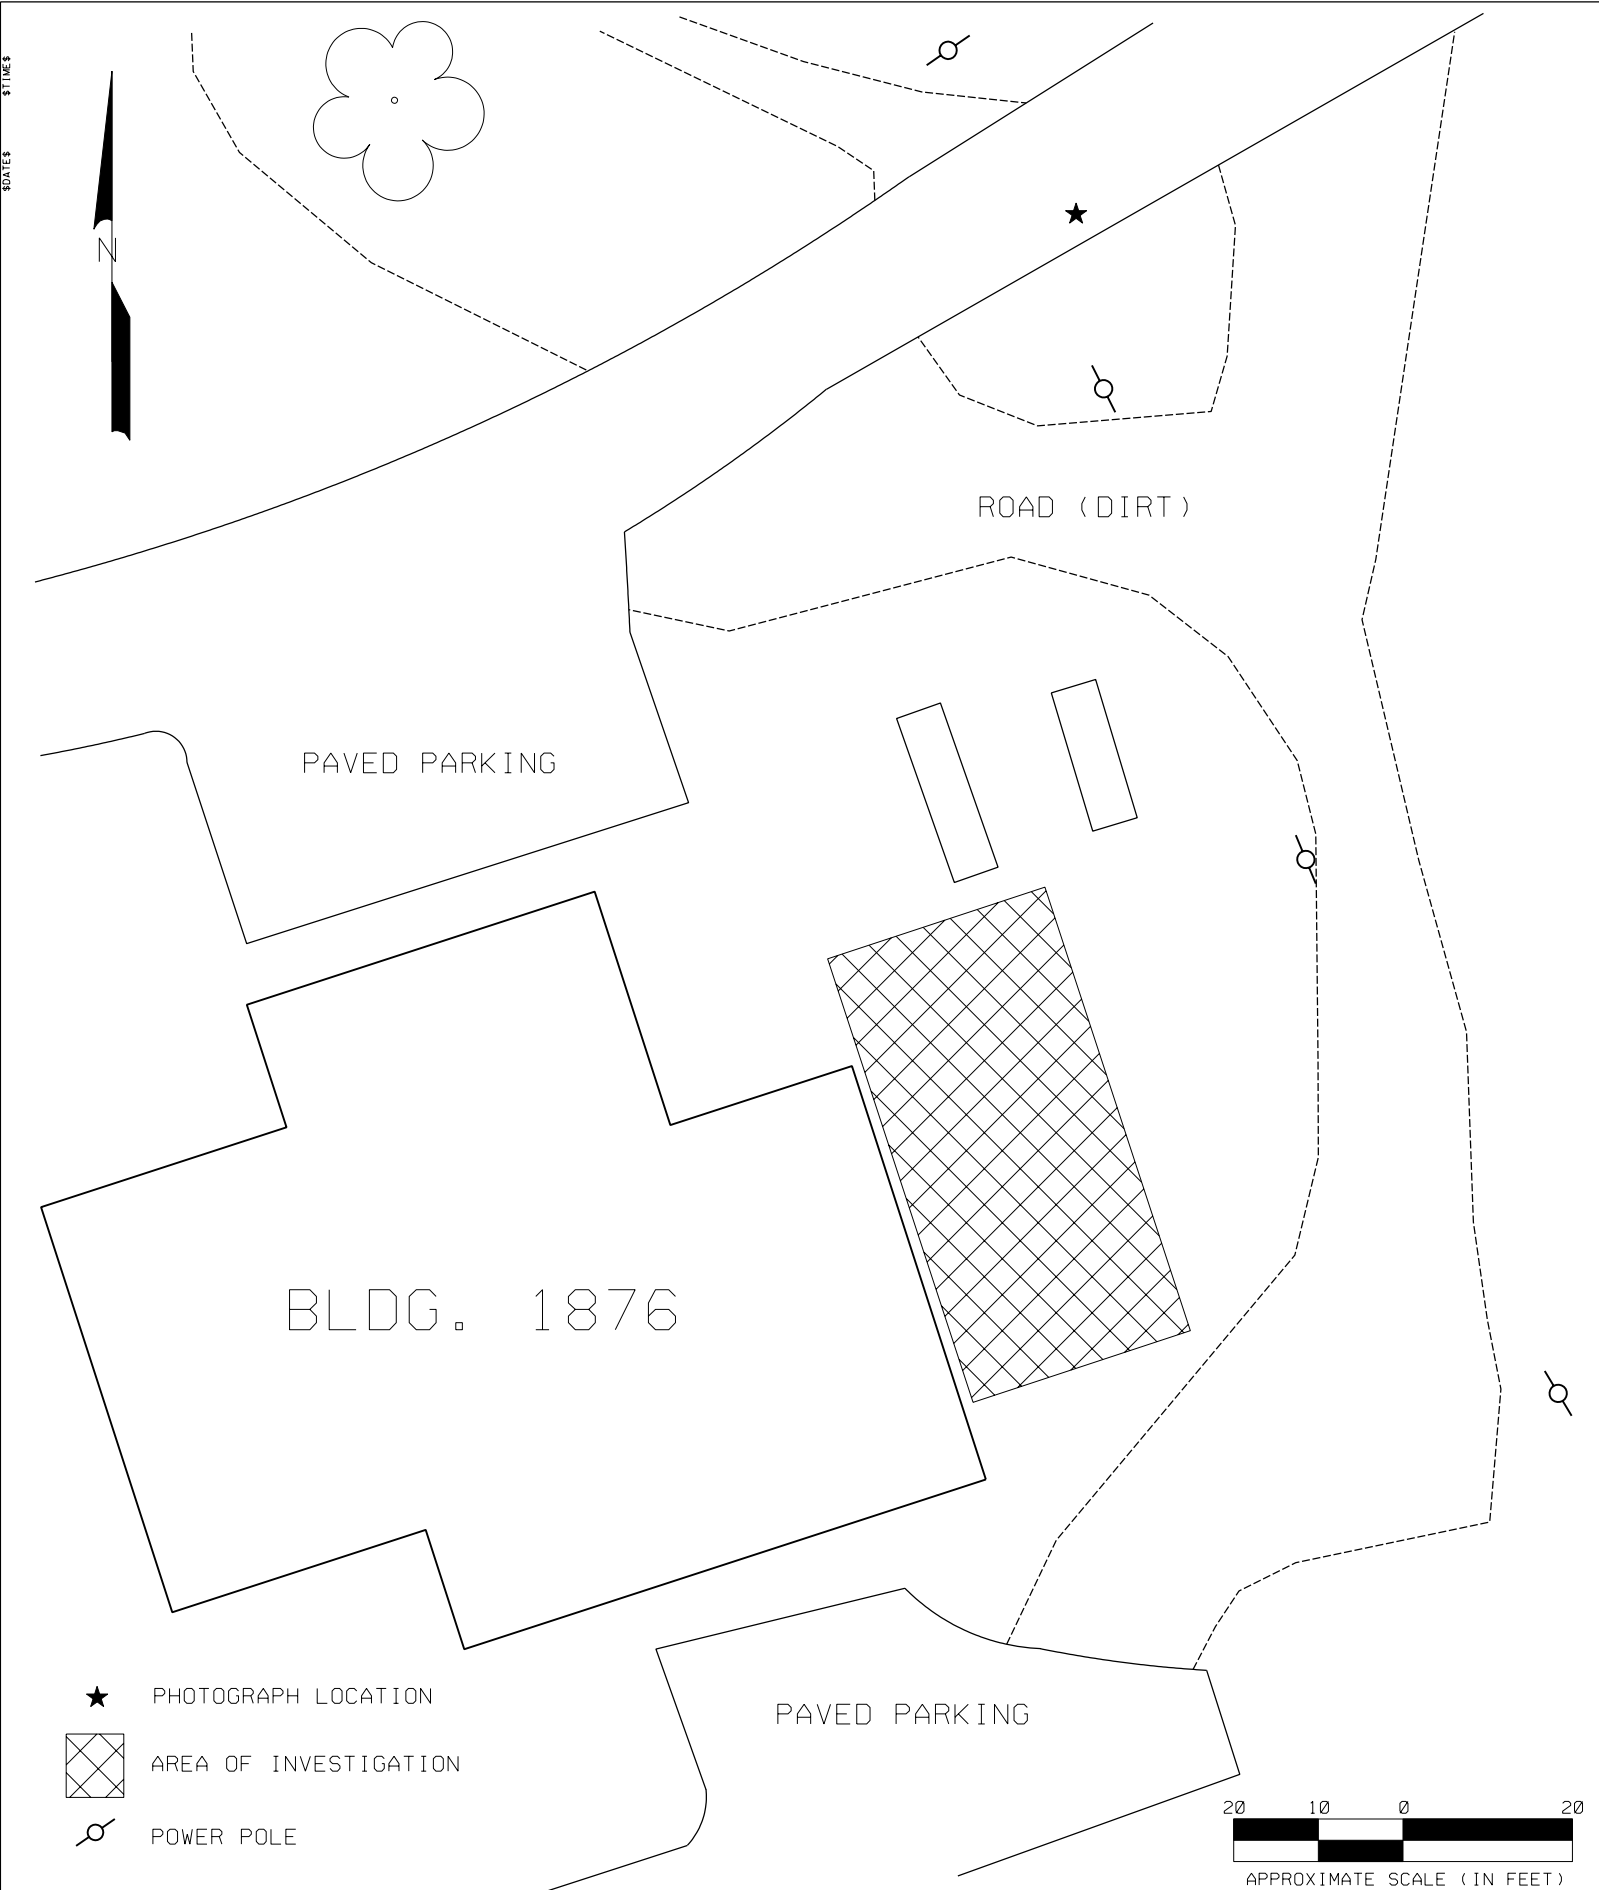 $TIME$
$DATE$
N
ROAD (DIRT)
PAVED PARKING
BLDG. 1876
PHOTOGRAPH LOCATION
AREA OF INVESTIGATION
POWER POLE
PAVED PARKING
20 10 0 20
APPROXIMATE SCALE (IN FEET)